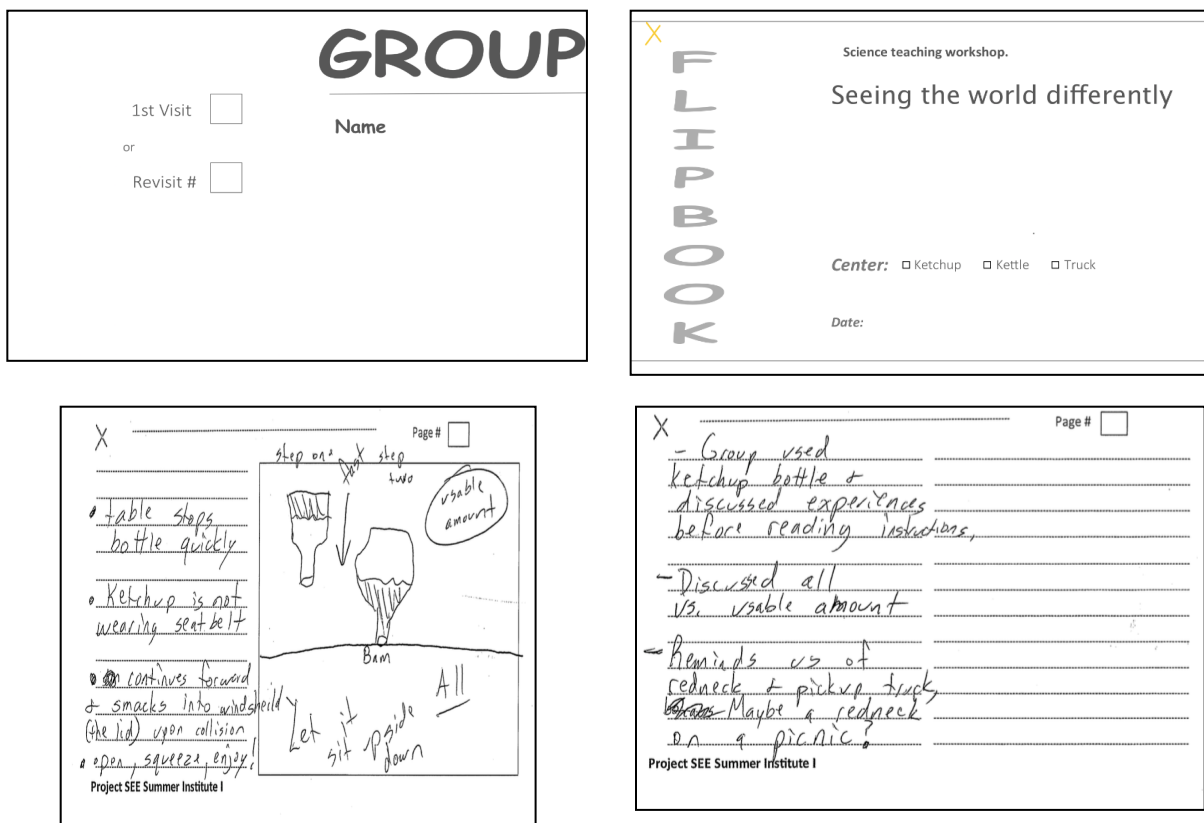 GROUP
1st Visit
or
Revisit #
Name
X
FLIPBOOK
Science teaching workshop.
Seeing the world differently
Center: Ketchup Kettle Truck
Date:
X
Page #
• table stops
bottle quickly
• Ketchup is not
wearing seatbelt
• continues forward
& smacks into windsheild
(the lid) upon collision
• open, squeeze, enjoy!
step one
fast
step
two
usable
amount
Bam
Let it
sit upside
down
All
Project SEE Summer Institute I
X
Page #
- Group used
ketchup bottle &
discussed experiences
before reading instructions,
- Discussed all
vs. usable amount
- Reminds us of
redneck & pickup truck,
Maybe a redneck
on a picnic?
Project SEE Summer Institute I